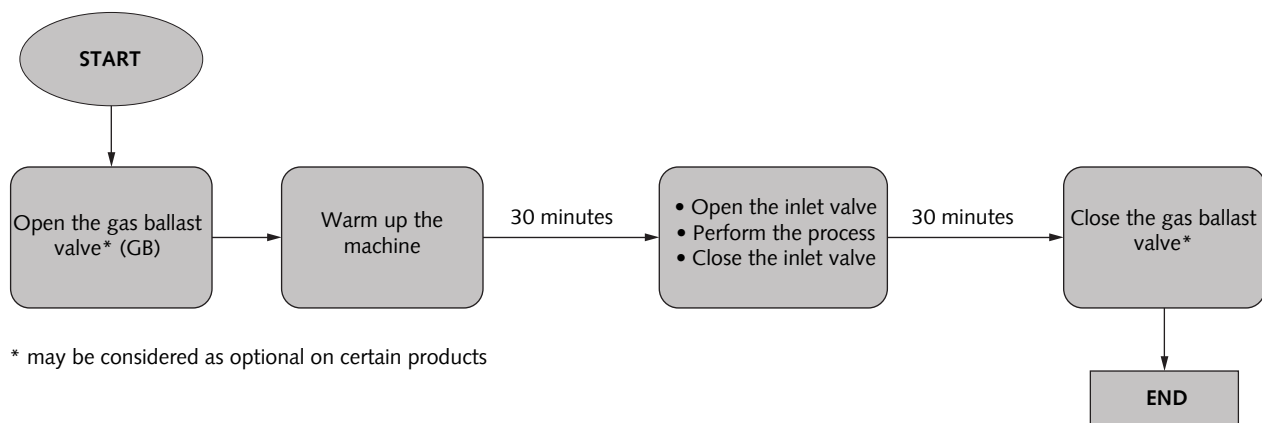 START
Open the gas ballast
valve* (GB)
Warm up the
machine
30 minutes
• Open the inlet valve
• Perform the process
• Close the inlet valve
30 minutes
Close the gas ballast
valve*
* may be considered as optional on certain products
END